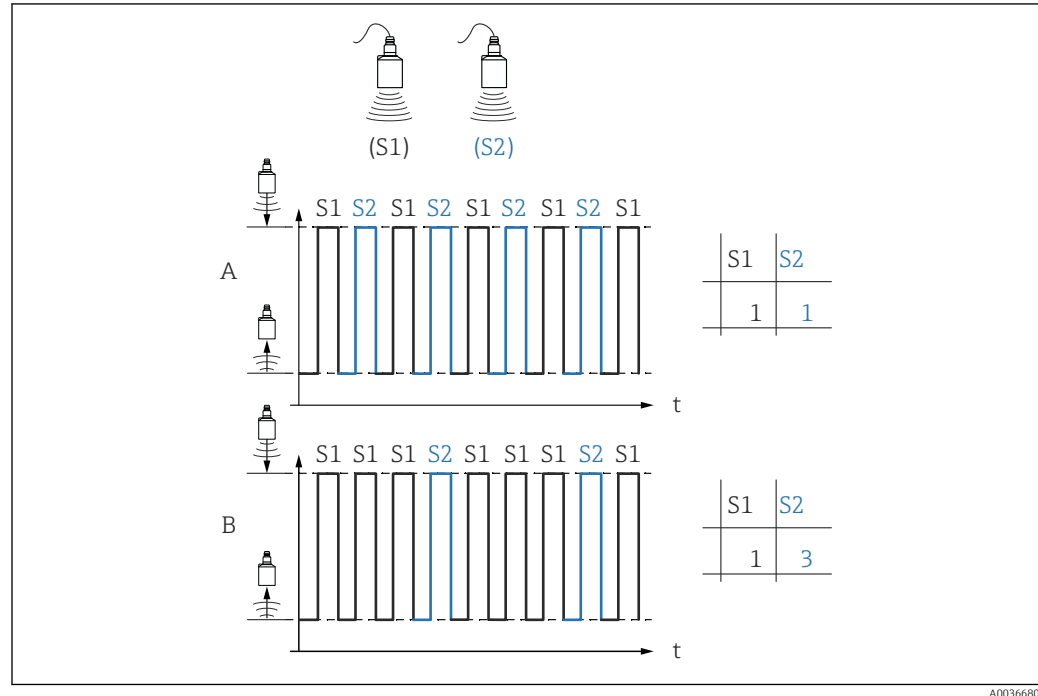 (S1) (S2)
S1 S2 S1 S2 S1 S2 S1 S2 S1
A
S1 S2
1 1
t
S1 S1 S1 S2 S1 S1 S1 S2 S1
B
S1 S2
1 3
t
A0036680